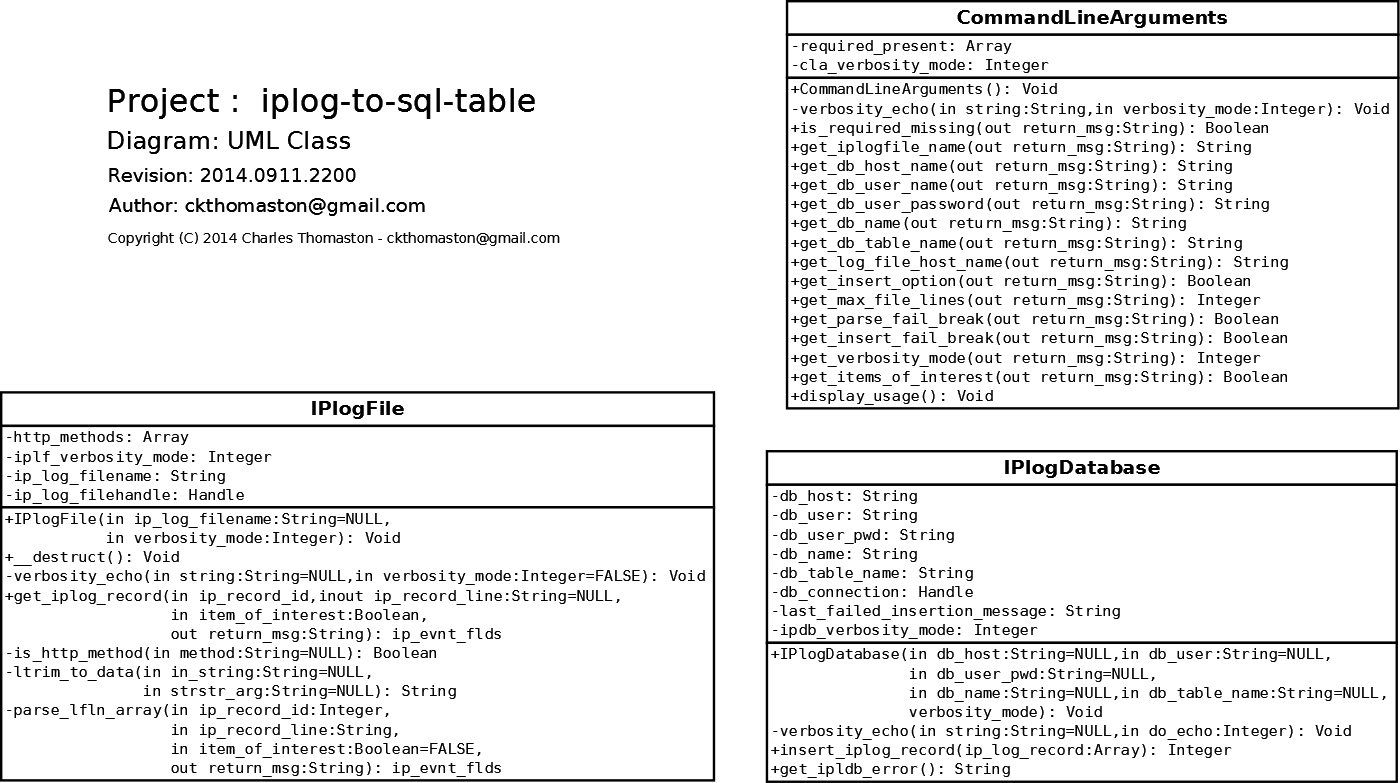 Project : iplog-to-sql-table
Diagram: UML Class
Revision: 2014.0911.2200
Author: ckthomaston@gmail.com
Copyright (C) 2014 Charles Thomaston - ckthomaston@gmail.com
CommandLineArguments
-required_present: Array
-cla_verbosity_mode: Integer
+CommandLineArguments(): Void
-verbosity_echo(in string:String,in verbosity_mode:Integer): Void
+is_required_missing(out return_msg:String): Boolean
+get_iplogfile_name(out return_msg:String): String
+get_db_host_name(out return_msg:String): String
+get_db_user_name(out return_msg:String): String
+get_db_user_password(out return_msg:String): String
+get_db_name(out return_msg:String): String
+get_db_table_name(out return_msg:String): String
+get_log_file_host_name(out return_msg:String): String
+get_insert_option(out return_msg:String): Boolean
+get_max_file_lines(out return_msg:String): Integer
+get_parse_fail_break(out return_msg:String): Boolean
+get_insert_fail_break(out return_msg:String): Boolean
+get_verbosity_mode(out return_msg:String): Integer
+get_items_of_interest(out return_msg:String): Boolean
+display_usage(): Void
IPlogFile
-http_methods: Array
-iplf_verbosity_mode: Integer
-ip_log_filename: String
-ip_log_filehandle: Handle
+IPlogFile(in ip_log_filename:String=NULL,
in verbosity_mode:Integer): Void
+__destruct(): Void
-verbosity_echo(in string:String=NULL,in verbosity_mode:Integer=FALSE): Void
+get_iplog_record(in ip_record_id,inout ip_record_line:String=NULL,
in item_of_interest:Boolean,
out return_msg:String): ip_evnt_flds
-is_http_method(in method:String=NULL): Boolean
-ltrim_to_data(in in_string:String=NULL,
in strstr_arg:String=NULL): String
-parse_lfln_array(in ip_record_id:Integer,
in ip_record_line:String,
in item_of_interest:Boolean=FALSE,
out return_msg:String): ip_evnt_flds
IPlogDatabase
-db_host: String
-db_user: String
-db_user_pwd: String
-db_name: String
-db_table_name: String
-db_connection: Handle
-last_failed_insertion_message: String
-ipdb_verbosity_mode: Integer
+IPlogDatabase(in db_host:String=NULL,in db_user:String=NULL,
in db_user_pwd:String=NULL,
in db_name:String=NULL,in db_table_name:String=NULL,
verbosity_mode): Void
-verbosity_echo(in string:String=NULL,in do_echo:Integer): Void
+insert_iplog_record(ip_log_record:Array): Integer
+get_ipldb_error(): String